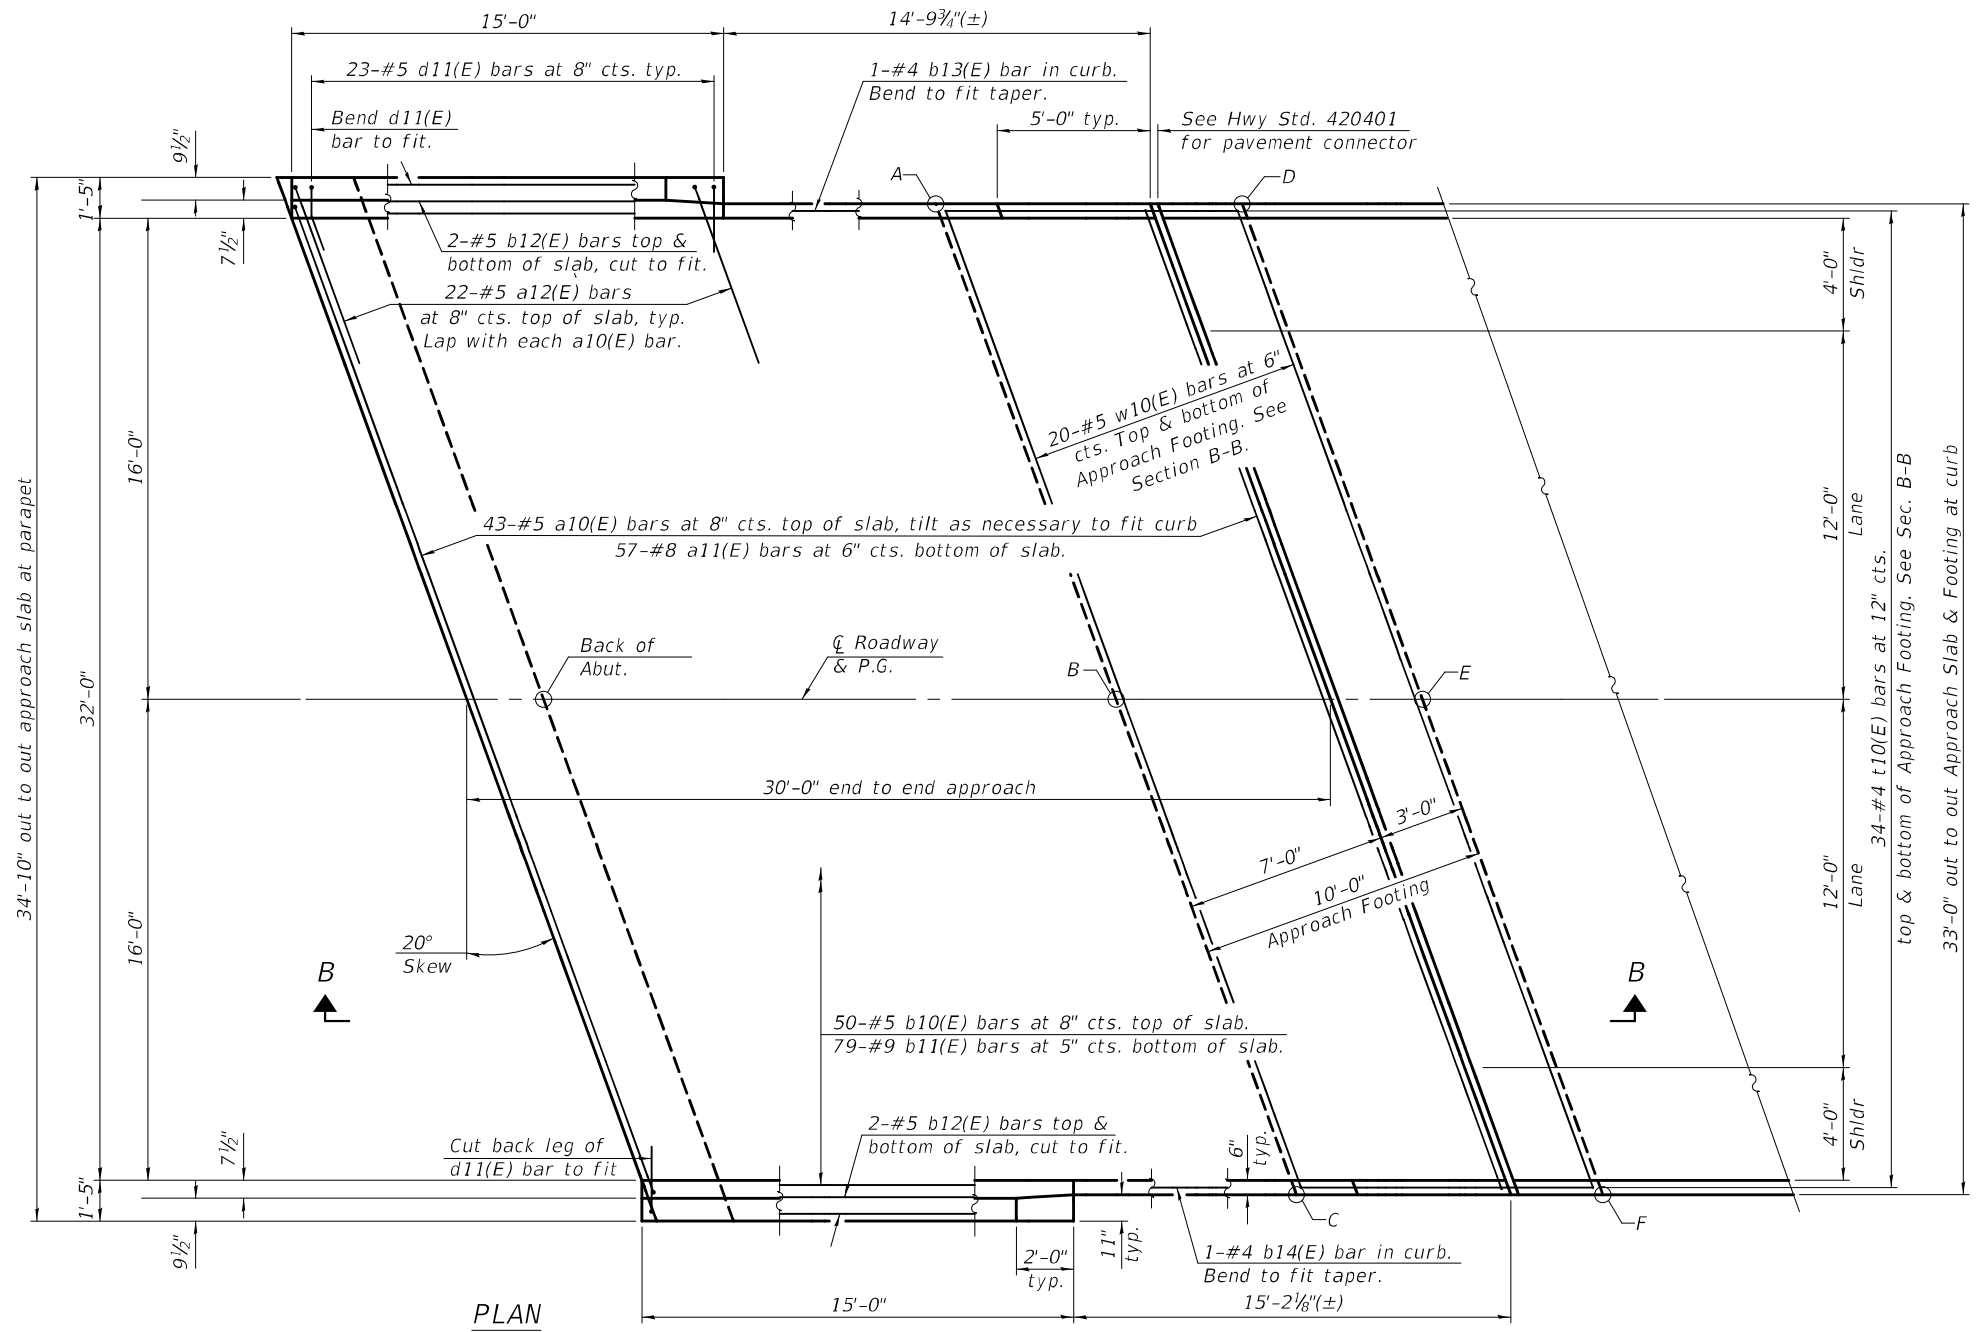 15'-0"
14'-9¾"(±)
23-#5 d11(E) bars at 8" cts. typ.
1-#4 b13(E) bar in curb.
Bend to fit taper.
Bend d11(E)
bar to fit.
5'-0" typ.
See Hwy Std. 420401
for pavement connector
9½"
1'-5"
7½"
A
D
2-#5 b12(E) bars top &
bottom of slab, cut to fit.
22-#5 a12(E) bars
at 8" cts. top of slab, typ.
Lap with each a10(E) bar.
4'-0"
Shldr
20-#5 w10(E) bars at 6"
cts. Top & bottom of
Approach Footing. See
Section B-B.
16'-0"
12'-0"
Lane
43-#5 a10(E) bars at 8" cts. top of slab, tilt as necessary to fit curb
57-#8 a11(E) bars at 6" cts. bottom of slab.
34'-10" out to out approach slab at parapet
32'-0"
Back of
Abut.
℄ Roadway
& P.G.
B
E
34-#4 t10(E) bars at 12" cts.
top & bottom of Approach Footing. See Sec. B-B
33'-0" out to out Approach Slab & Footing at curb
30'-0" end to end approach
3'-0"
7'-0"
10'-0"
Approach Footing
16'-0"
12'-0"
Lane
20°
Skew
B
B
50-#5 b10(E) bars at 8" cts. top of slab.
79-#9 b11(E) bars at 5" cts. bottom of slab.
2-#5 b12(E) bars top &
bottom of slab, cut to fit.
Cut back leg of
d11(E) bar to fit
7½"
1'-5"
9½"
6"
typ.
4'-0"
Shldr
C
F
2'-0"
typ.
11"
typ.
1-#4 b14(E) bar in curb.
Bend to fit taper.
15'-0"
15'-2⅛"(±)
PLAN